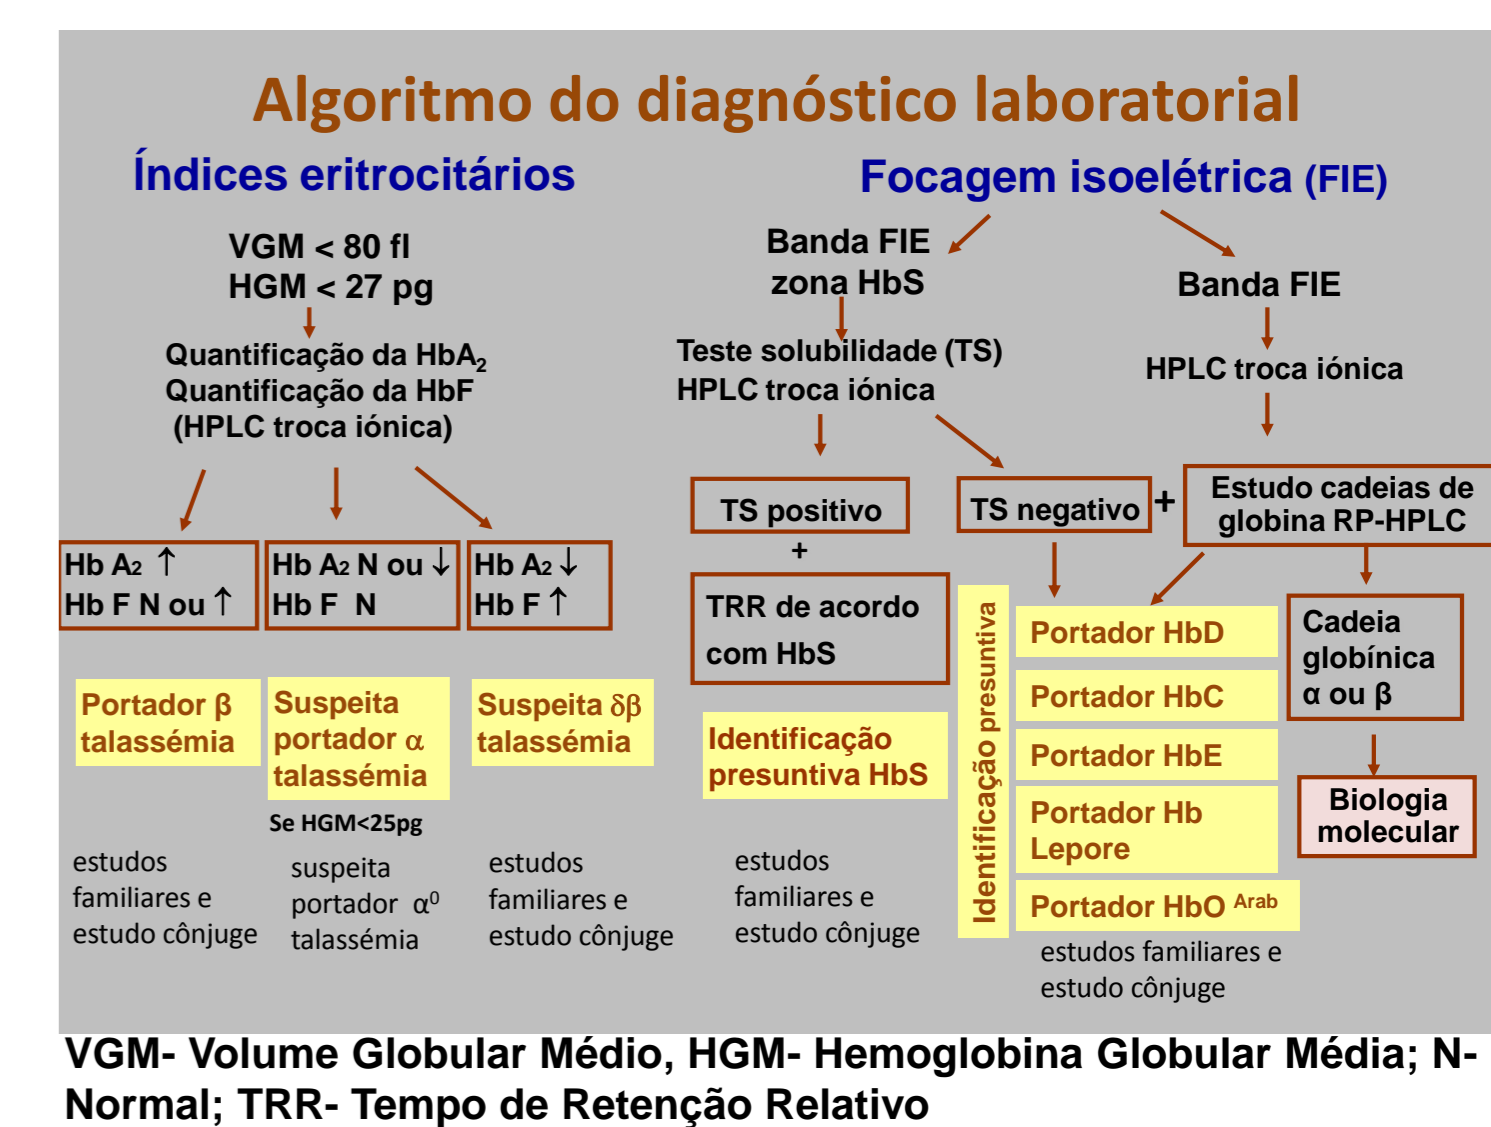 Algoritmo do diagnóstico laboratorial
Índices eritrocitários
VGM < 80 fl
HGM < 27 pg
Quantificação da HbA2
Quantificação da HbF
(HPLC troca iónica)
Hb A2 ↑
Hb F N ou ↑
Hb A2 N ou ↓
Hb F N
Hb A2 ↓
Hb F ↑
Portador β
talassémia
Suspeita
portador α
talassémia
Suspeita δβ
talassémia
Se HGM<25pg
estudos
familiares e
estudo cônjuge
suspeita
portador α0
talassémia
estudos
familiares e
estudo cônjuge
Focagem isoelétrica (FIE)
Banda FIE
zona HbS
Teste solubilidade (TS)
HPLC troca iónica
TS positivo
+
TRR de acordo
com HbS
Identificação
presuntiva HbS
estudos
familiares e
estudo cônjuge
Banda FIE
HPLC troca iónica
TS negativo
+
Estudo cadeias de
globina RP-HPLC
Identificação presuntiva
Portador HbD
Portador HbC
Portador HbE
Portador Hb
Lepore
Portador HbO Arab
estudos familiares e
estudo cônjuge
Cadeia
globínica
α ou β
Biologia
molecular
VGM- Volume Globular Médio, HGM- Hemoglobina Globular Média; N-
Normal; TRR- Tempo de Retenção Relativo